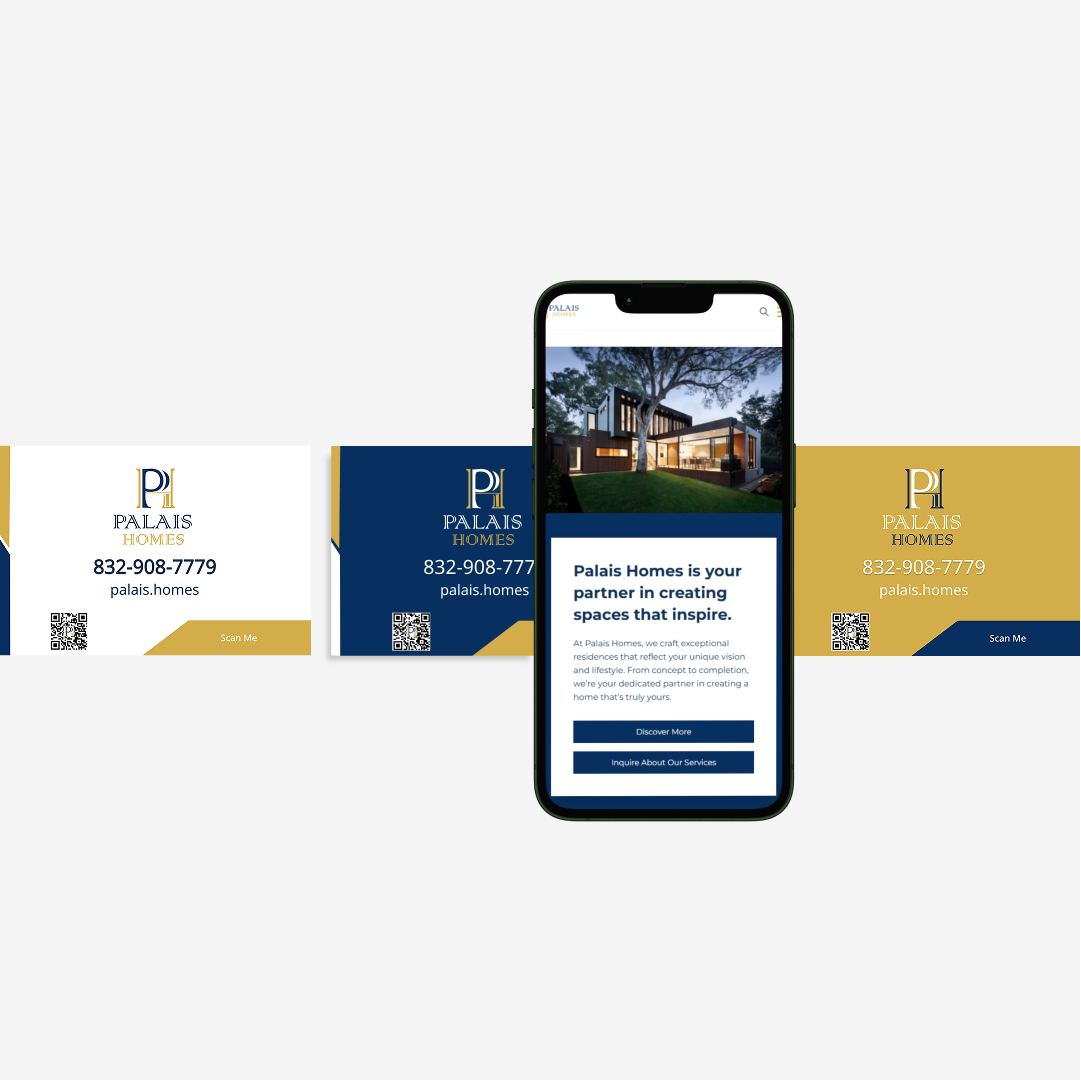 PH
PALAIS
HOMES
832-908-7779
palais.homes
Scan Me
PH
PALAIS
HOMES
832-908-777
palais.homes
PALAIS
HOMES
Palais Homes is your
partner in creating
spaces that inspire.
At Palais Homes, we craft exceptional
residences that reflect your unique vision
and lifestyle. From concept to completion,
we're your dedicated partner in creating a
home that's truly yours.
Discover More
Inquire About Our Services
PH
PALAIS
HOMES
832-908-7779
palais.homes
Scan Me